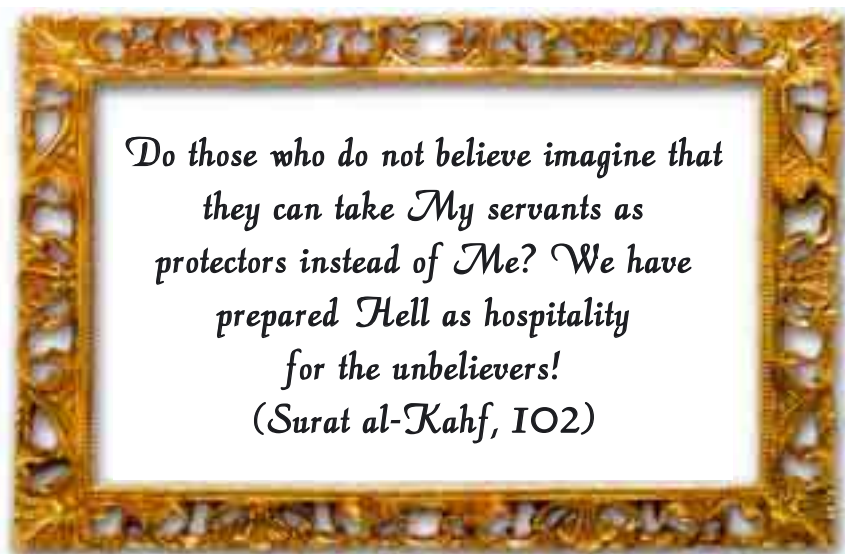 Do those who do not believe imagine that
they can take My servants as
protectors instead of Me? We have
prepared Hell as hospitality
for the unbelievers!
(Surat al-Kahf, 102)